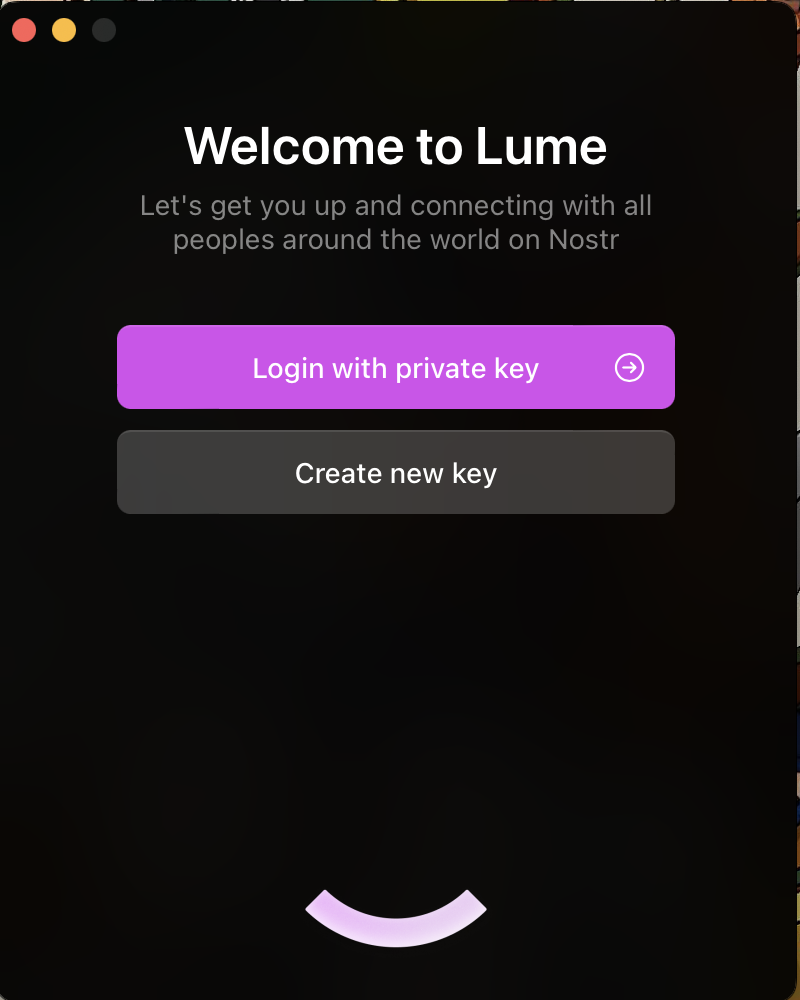 Welcome to Lume
Let's get you up and connecting with all
peoples around the world on Nostr
Login with private key
Create new key